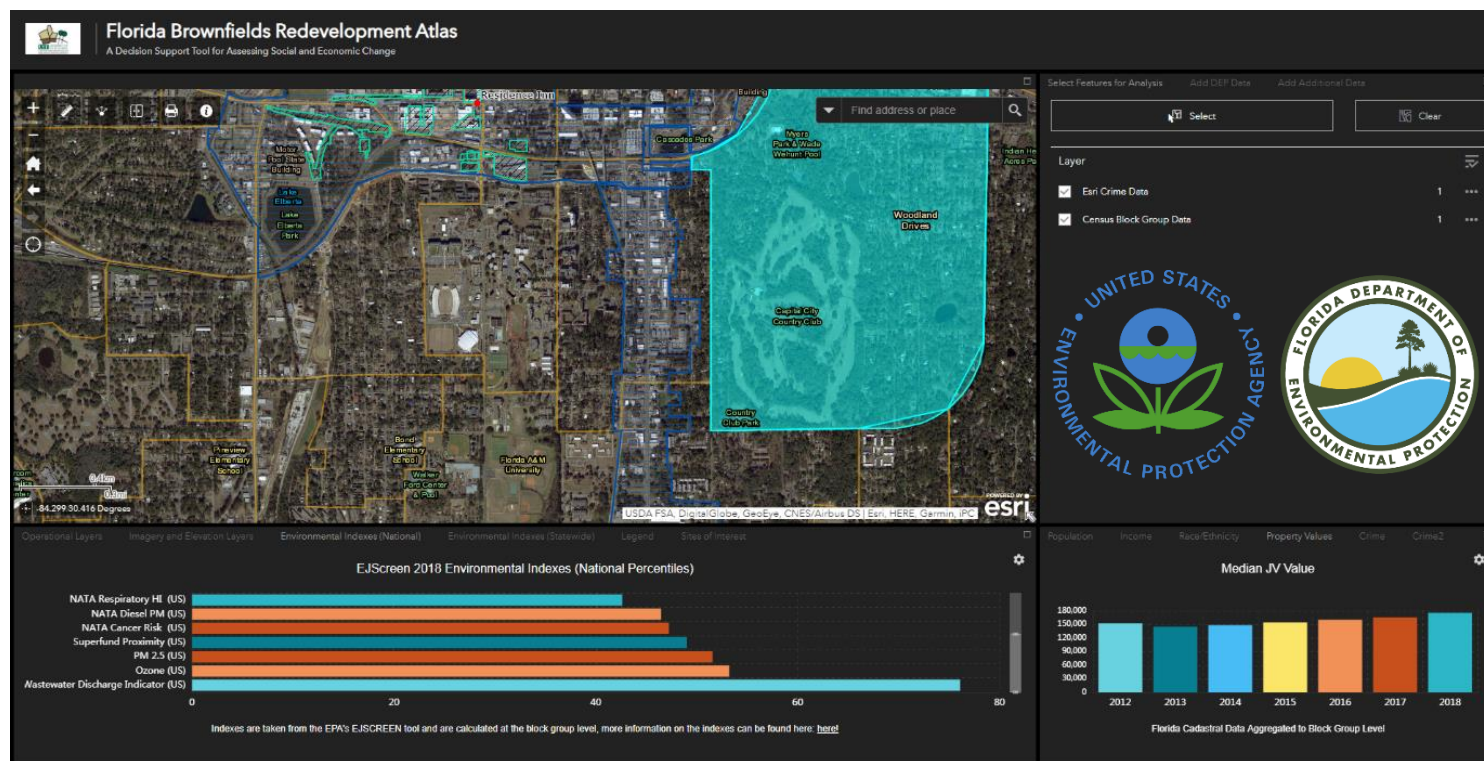 Florida Brownfields Redevelopment Atlas
A Decision Support Tool for Assessing Social and Economic Change
Residence Inn
Building
Find address or place
Motor
Pool State
Building
Lake
Elberta
Lake
Elberta
Park
Cascades Park
Myers
Park & Wade
Wehunt Pool
Woodland
Drives
Capital City
Country Club
Country
Club Park
Pineview
Elementary
School
Bond
Elementary
School
Walker
Ford Center
& Pool
Florida A&M
University
0.4km
0.3mi
-84.299 30.416 Degrees
USDA FSA, DigitalGlobe, GeoEye, CNES/Airbus DS | Esri, HERE, Garmin, iPC
POWERED BY
esri
Select Features for Analysis
Add DEP Data
Add Additional Data
Select
Clear
Layer
Esri Crime Data 1
Census Block Group Data 1
UNITED STATES
ENVIRONMENTAL PROTECTION AGENCY
FLORIDA DEPARTMENT OF
ENVIRONMENTAL PROTECTION
Operational Layers
Imagery and Elevation Layers
Environmental Indexes (National)
Environmental Indexes (Statewide)
Legend
Sites of Interest
EJScreen 2018 Environmental Indexes (National Percentiles)
NATA Respiratory HI (US)
NATA Diesel PM (US)
NATA Cancer Risk (US)
Superfund Proximity (US)
PM 2.5 (US)
Ozone (US)
Wastewater Discharge Indicator (US)
0 20 40 60 80
Indexes are taken from the EPA's EJSCREEN tool and are calculated at the block group level, more information on the indexes can be found here: here!
Population
Income
Race/Ethnicity
Property Values
Crime
Crime2
Median JV Value
180,000
150,000
120,000
90,000
60,000
30,000
0
2012 2013 2014 2015 2016 2017 2018
Florida Cadastral Data Aggregated to Block Group Level